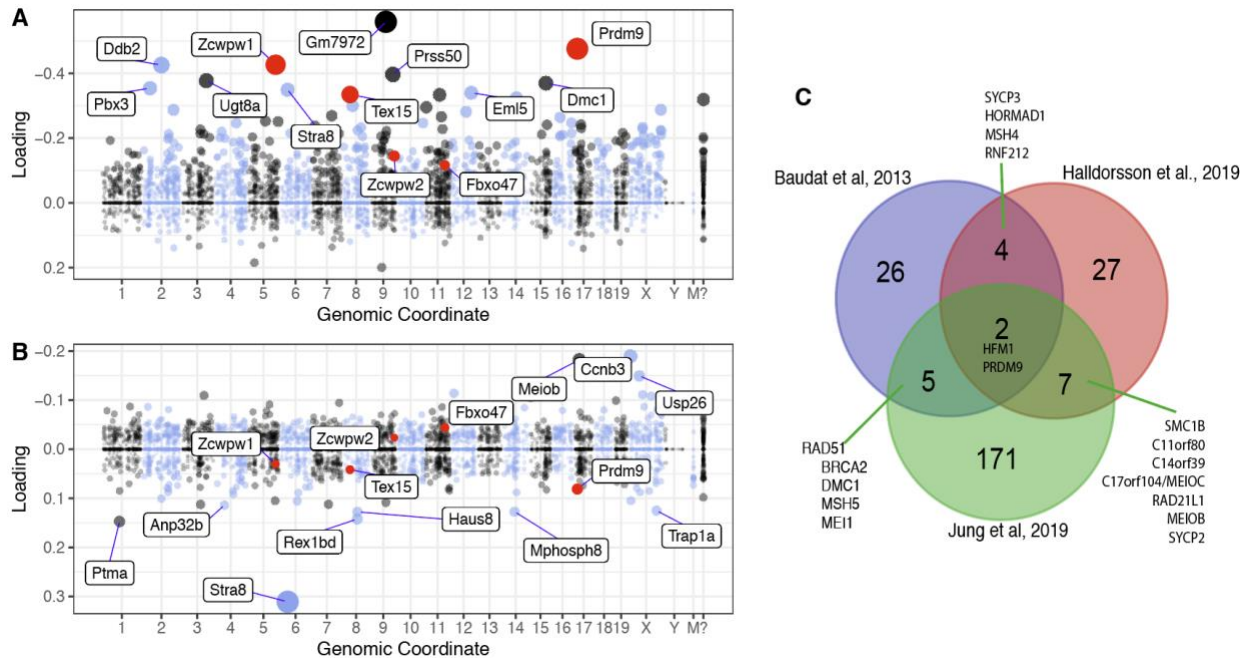 A
Ddb2
Zcwpw1
Gm7972
Prdm9
Prss50
Pbx3
Ugt8a
Tex15
Eml5
Dmc1
Stra8
Zcwpw2
Fbxo47
Loading
−0.4
−0.2
0.0
0.2
1 2 3 4 5 6 7 8 9 10 11 12 13 14 15 16 17 18 19 X Y M?
Genomic Coordinate
B
Meiob
Ccnb3
Usp26
Fbxo47
Zcwpw1
Zcwpw2
Tex15
Prdm9
Anp32b
Haus8
Rex1bd
Mphosph8
Trap1a
Ptma
Stra8
Loading
−0.2
−0.1
0.0
0.1
0.2
0.3
1 2 3 4 5 6 7 8 9 10 11 12 13 14 15 16 17 18 19 X Y M?
Genomic Coordinate
C
SYCP3
HORMAD1
MSH4
RNF212
Baudat et al, 2013
Halldorsson et al., 2019
26
4
27
2
HFM1
PRDM9
5
7
171
RAD51
BRCA2
DMC1
MSH5
MEI1
SMC1B
C11orf80
C14orf39
C17orf104/MEIOC
RAD21L1
MEIOB
SYCP2
Jung et al, 2019